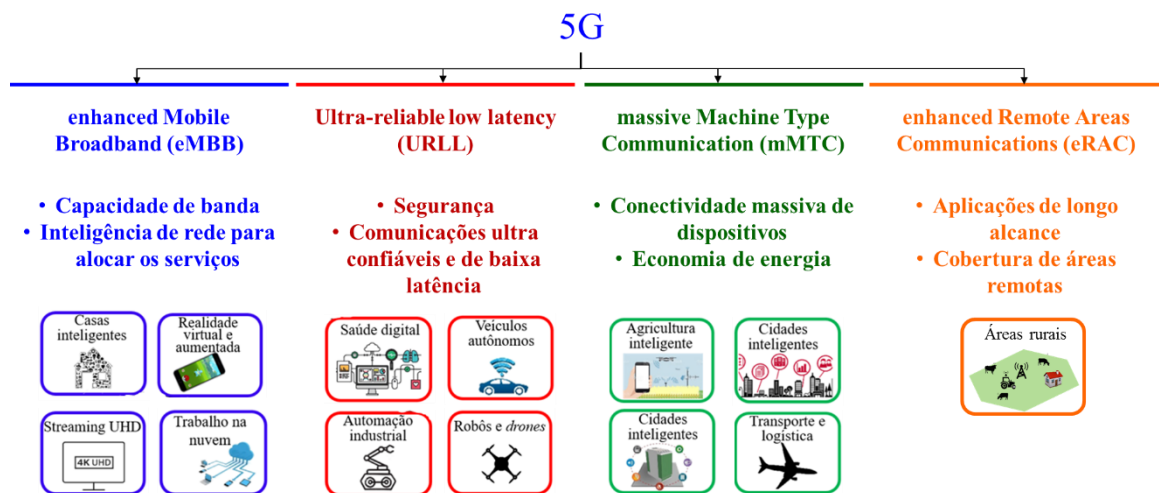 5G
enhanced Mobile
Broadband (eMBB)
• Capacidade de banda
• Inteligência de rede para
alocar os serviços
Casas
inteligentes
Realidade
virtual e
aumentada
Streaming UHD
4K UHD
Trabalho na
nuvem
Ultra-reliable low latency
(URLL)
• Segurança
• Comunicações ultra
confiáveis e de baixa
latência
Saúde digital
Veículos
autônomos
Automação
industrial
Robôs e drones
massive Machine Type
Communication (mMTC)
• Conectividade massiva de
dispositivos
• Economia de energia
Agricultura
inteligente
Cidades
inteligentes
Cidades
inteligentes
Transporte e
logística
enhanced Remote Areas
Communications (eRAC)
• Aplicações de longo
alcance
• Cobertura de áreas
remotas
Áreas rurais